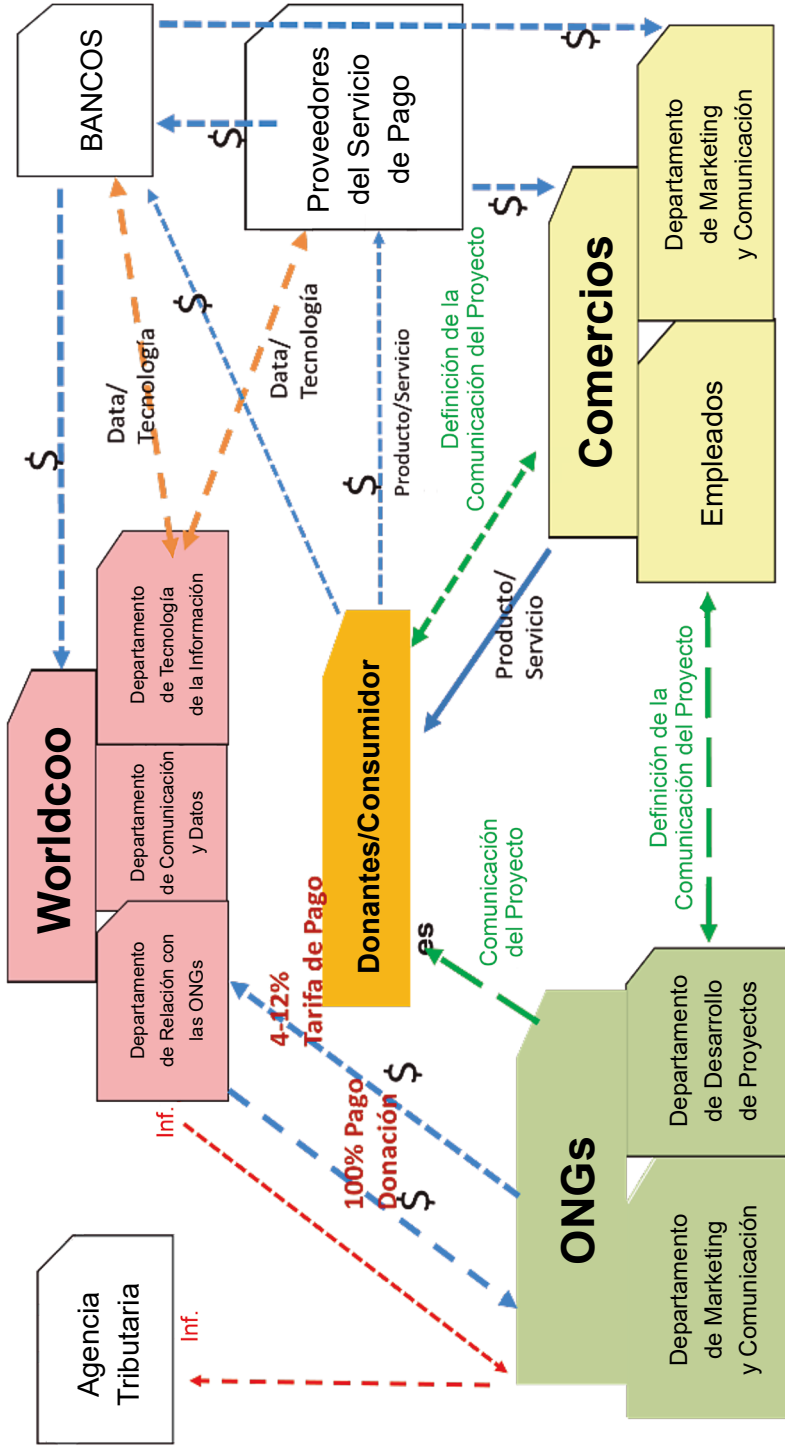 Agencia
Tributaria
Inf.
Worldcoo
Departamento
de Relación con
las ONGs
Departamento
de Comunicación
y Datos
Departamento
de Tecnología
de la Información
Inf.
$
BANCOS
Data/
Tecnología
$
$
Data/
Tecnología
Proveedores
del Servicio
de Pago
4-12%
Tarifa de Pago
$
100% Pago
Donación
$
Donantes/Consumidor
es
$
Producto/Servicio
$
$
Comunicación
del Proyecto
Producto/
Servicio
Definición de la
Comunicación del Proyecto
ONGs
Departamento
de Marketing
y Comunicación
Departamento
de Desarrollo
de Proyectos
Definición de la
Comunicación del Proyecto
Comercios
Empleados
Departamento
de Marketing
y Comunicación